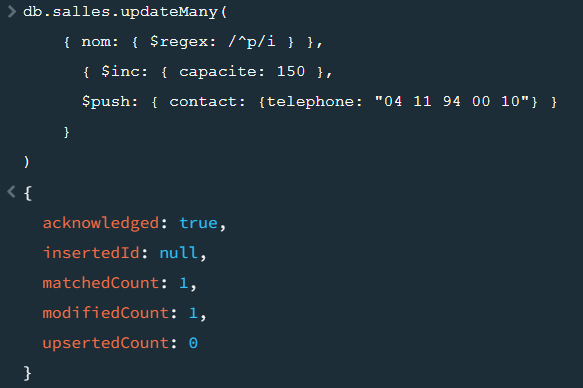 db.salles.updateMany(
{ nom: { $regex: /^p/i } },
{ $inc: { capacite: 150 },
$push: { contact: {telephone: "04 11 94 00 10"} }
}
)
{
acknowledged: true,
insertedId: null,
matchedCount: 1,
modifiedCount: 1,
upsertedCount: 0
}